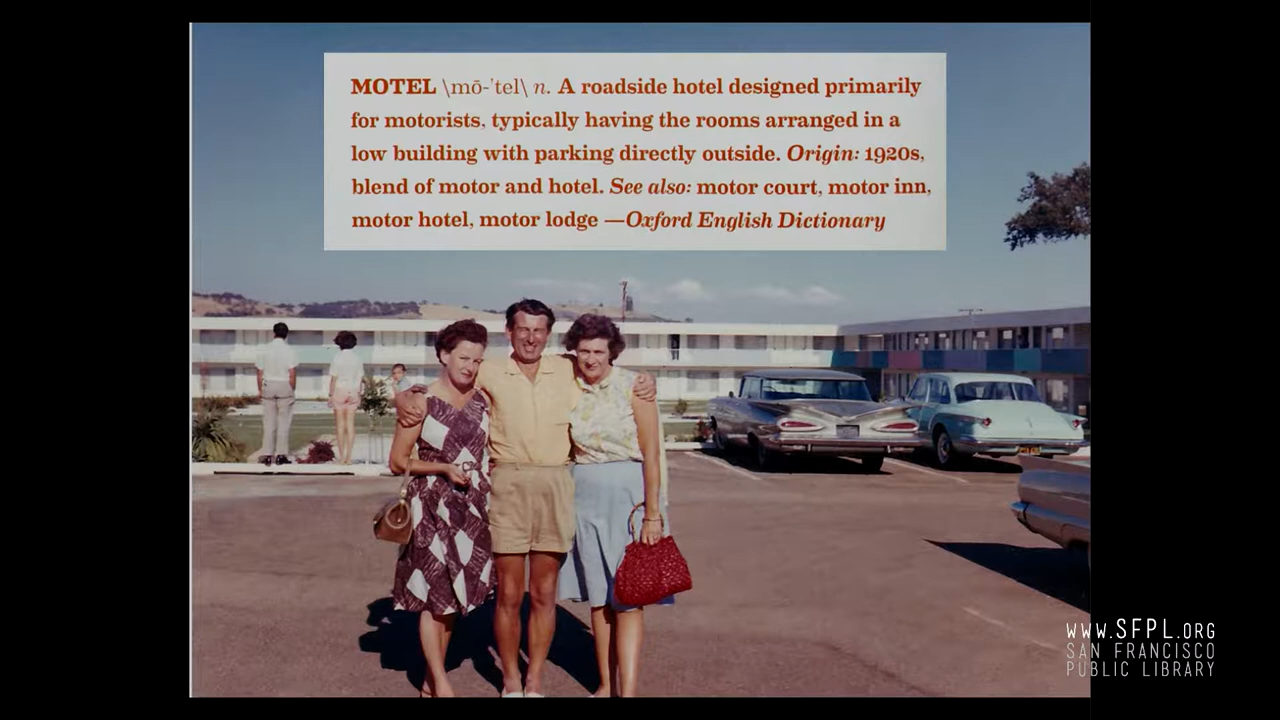 MOTEL \mō-ˈtel\ n. A roadside hotel designed primarily
for motorists, typically having the rooms arranged in a
low building with parking directly outside. Origin: 1920s,
blend of motor and hotel. See also: motor court, motor inn,
motor hotel, motor lodge —Oxford English Dictionary
www.SFPL.ORG
SAN FRANCISCO
PUBLIC LIBRARY